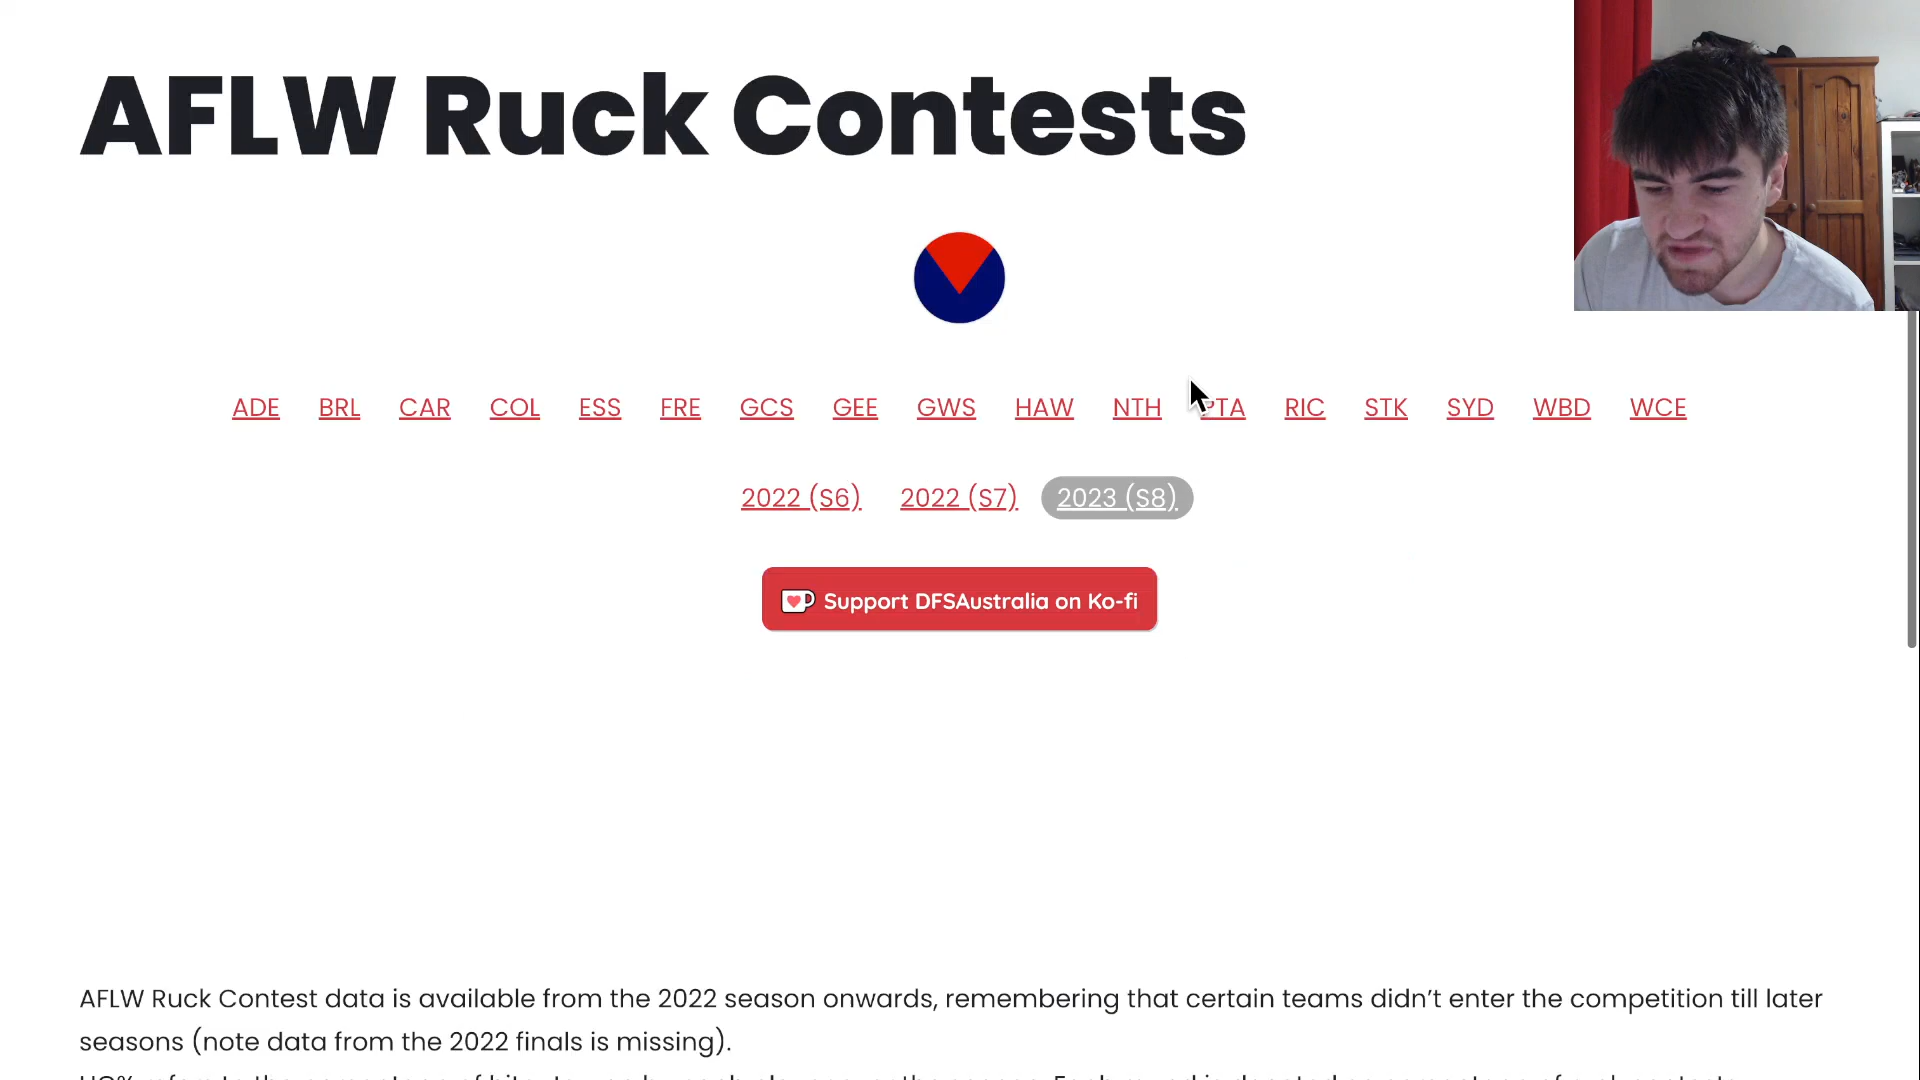 AFLW Ruck Contests
ADE BRL CAR COL ESS FRE GCS GEE GWS HAW NTH PTA RIC STK SYD WBD WCE
2022 (S6) 2022 (S7) 2023 (S8)
Support DFSAustralia on Ko-fi
AFLW Ruck Contest data is available from the 2022 season onwards, remembering that certain teams didn't enter the competition till later
seasons (note data from the 2022 finals is missing).